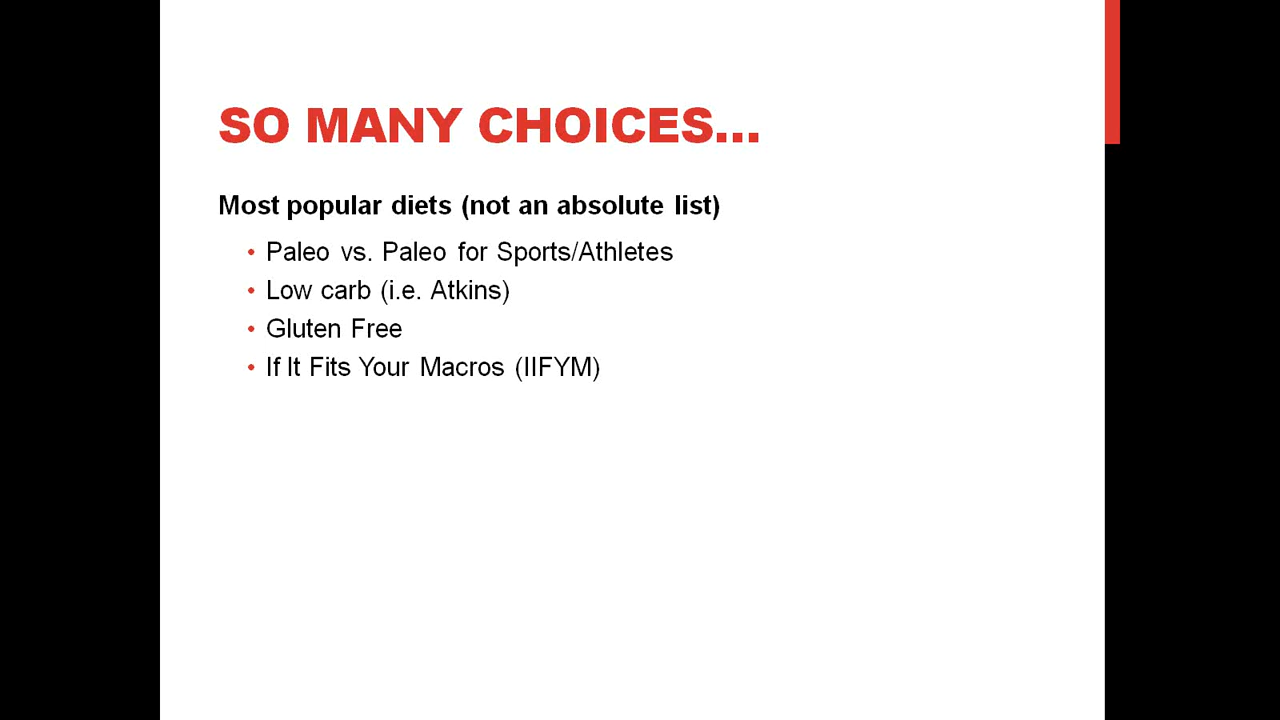 SO MANY CHOICES...
Most popular diets (not an absolute list)
• Paleo vs. Paleo for Sports/Athletes
• Low carb (i.e. Atkins)
• Gluten Free
• If It Fits Your Macros (IIFYM)